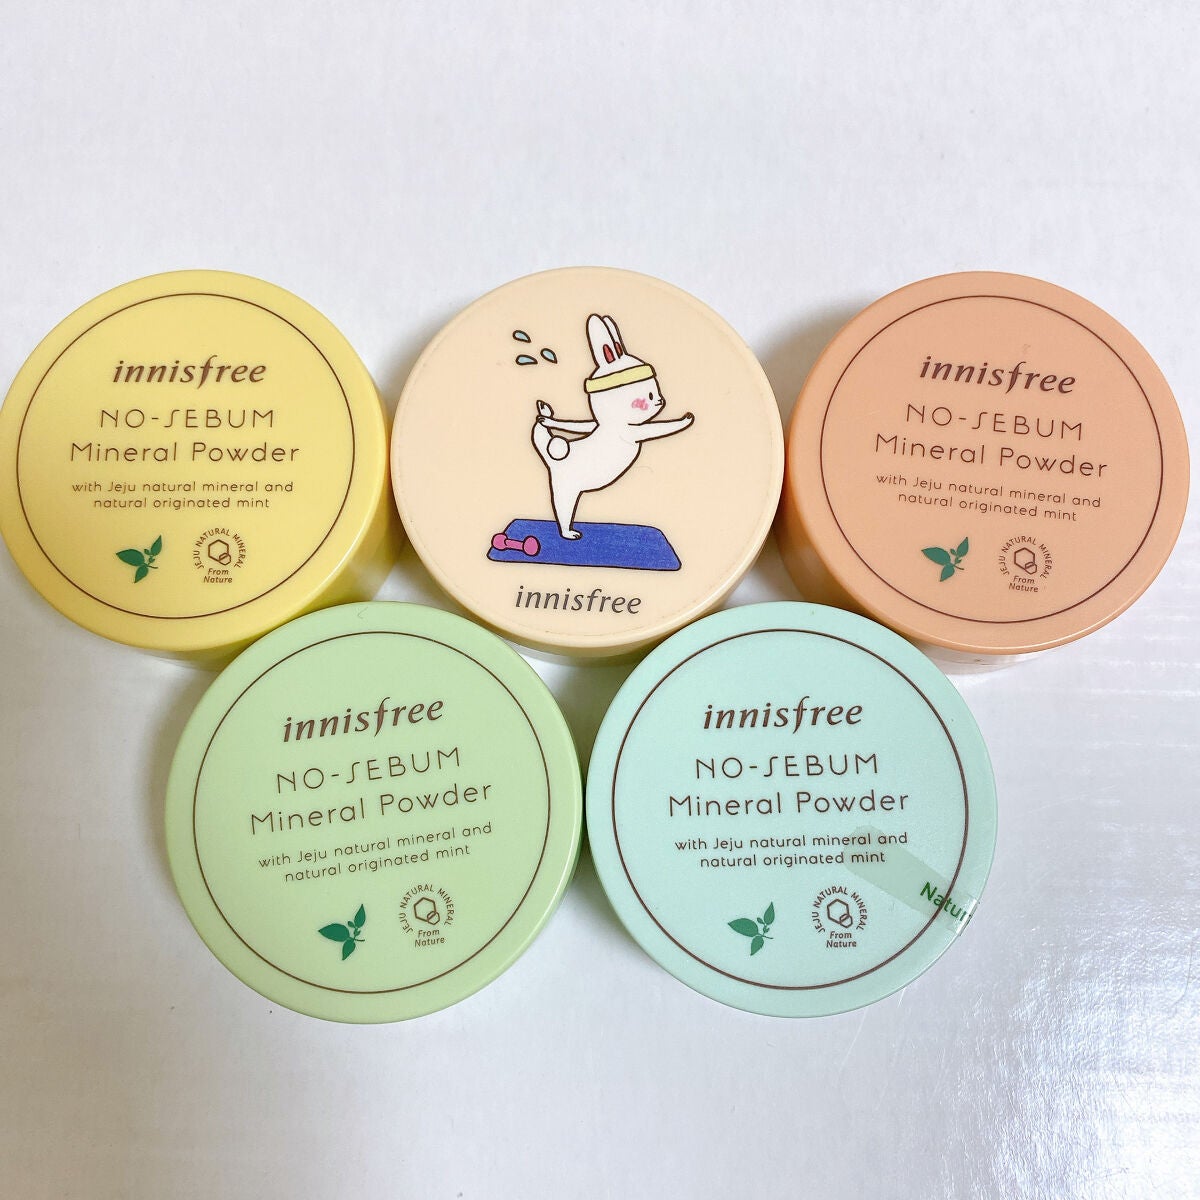 innisfree
NO-SEBUM
Mineral Powder
with Jeju natural mineral and
natural originated mint
JEJU NATURAL MINERAL
From
Nature
innisfree
innisfree
NO-SEBUM
Mineral Powder
with Jeju natural mineral and
natural originated mint
JEJU NATURAL MINERAL
From
Nature
innisfree
NO-SEBUM
Mineral Powder
with Jeju natural mineral and
natural originated mint
JEJU NATURAL MINERAL
From
Nature
innisfree
NO-SEBUM
Mineral Powder
with Jeju natural mineral and
natural originated mint
JEJU NATURAL MINERAL
From
Nature